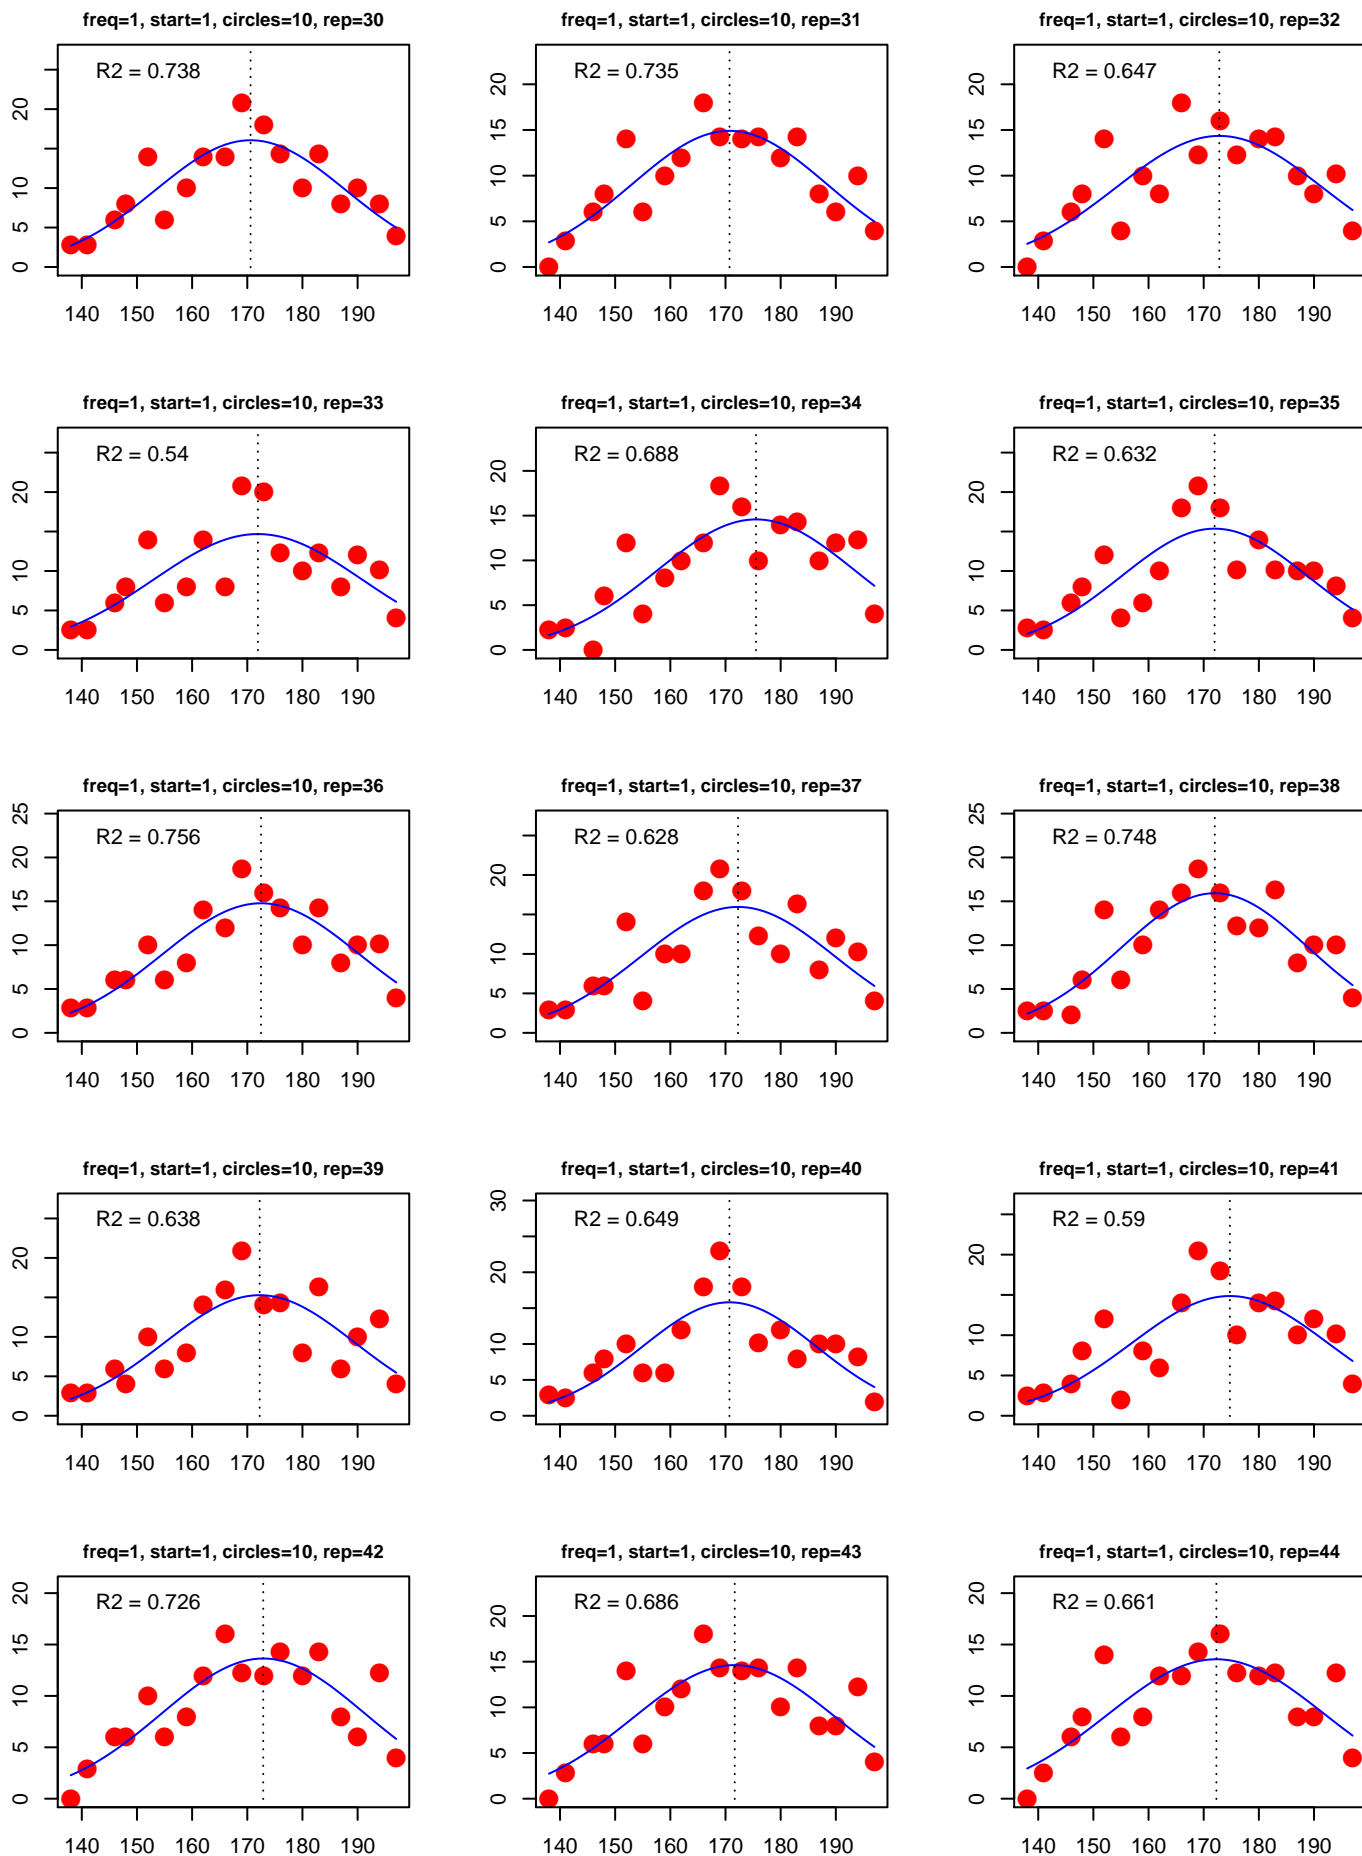 freq=1, start=1, circles=10, rep=30
R2 = 0.738
0 5 10 20
140 150 160 170 180 190
freq=1, start=1, circles=10, rep=31
R2 = 0.735
0 5 10 15 20
140 150 160 170 180 190
freq=1, start=1, circles=10, rep=32
R2 = 0.647
0 5 10 15 20
140 150 160 170 180 190
freq=1, start=1, circles=10, rep=33
R2 = 0.54
0 5 10 20
140 150 160 170 180 190
freq=1, start=1, circles=10, rep=34
R2 = 0.688
0 5 10 15 20
140 150 160 170 180 190
freq=1, start=1, circles=10, rep=35
R2 = 0.632
0 5 10 20
140 150 160 170 180 190
freq=1, start=1, circles=10, rep=36
R2 = 0.756
0 5 10 15 20 25
140 150 160 170 180 190
freq=1, start=1, circles=10, rep=37
R2 = 0.628
0 5 10 20
140 150 160 170 180 190
freq=1, start=1, circles=10, rep=38
R2 = 0.748
0 5 10 15 20 25
140 150 160 170 180 190
freq=1, start=1, circles=10, rep=39
R2 = 0.638
0 5 10 20
140 150 160 170 180 190
freq=1, start=1, circles=10, rep=40
R2 = 0.649
0 5 10 20 30
140 150 160 170 180 190
freq=1, start=1, circles=10, rep=41
R2 = 0.59
0 5 10 20
140 150 160 170 180 190
freq=1, start=1, circles=10, rep=42
R2 = 0.726
0 5 10 15 20
140 150 160 170 180 190
freq=1, start=1, circles=10, rep=43
R2 = 0.686
0 5 10 15 20
140 150 160 170 180 190
freq=1, start=1, circles=10, rep=44
R2 = 0.661
0 5 10 15 20
140 150 160 170 180 190